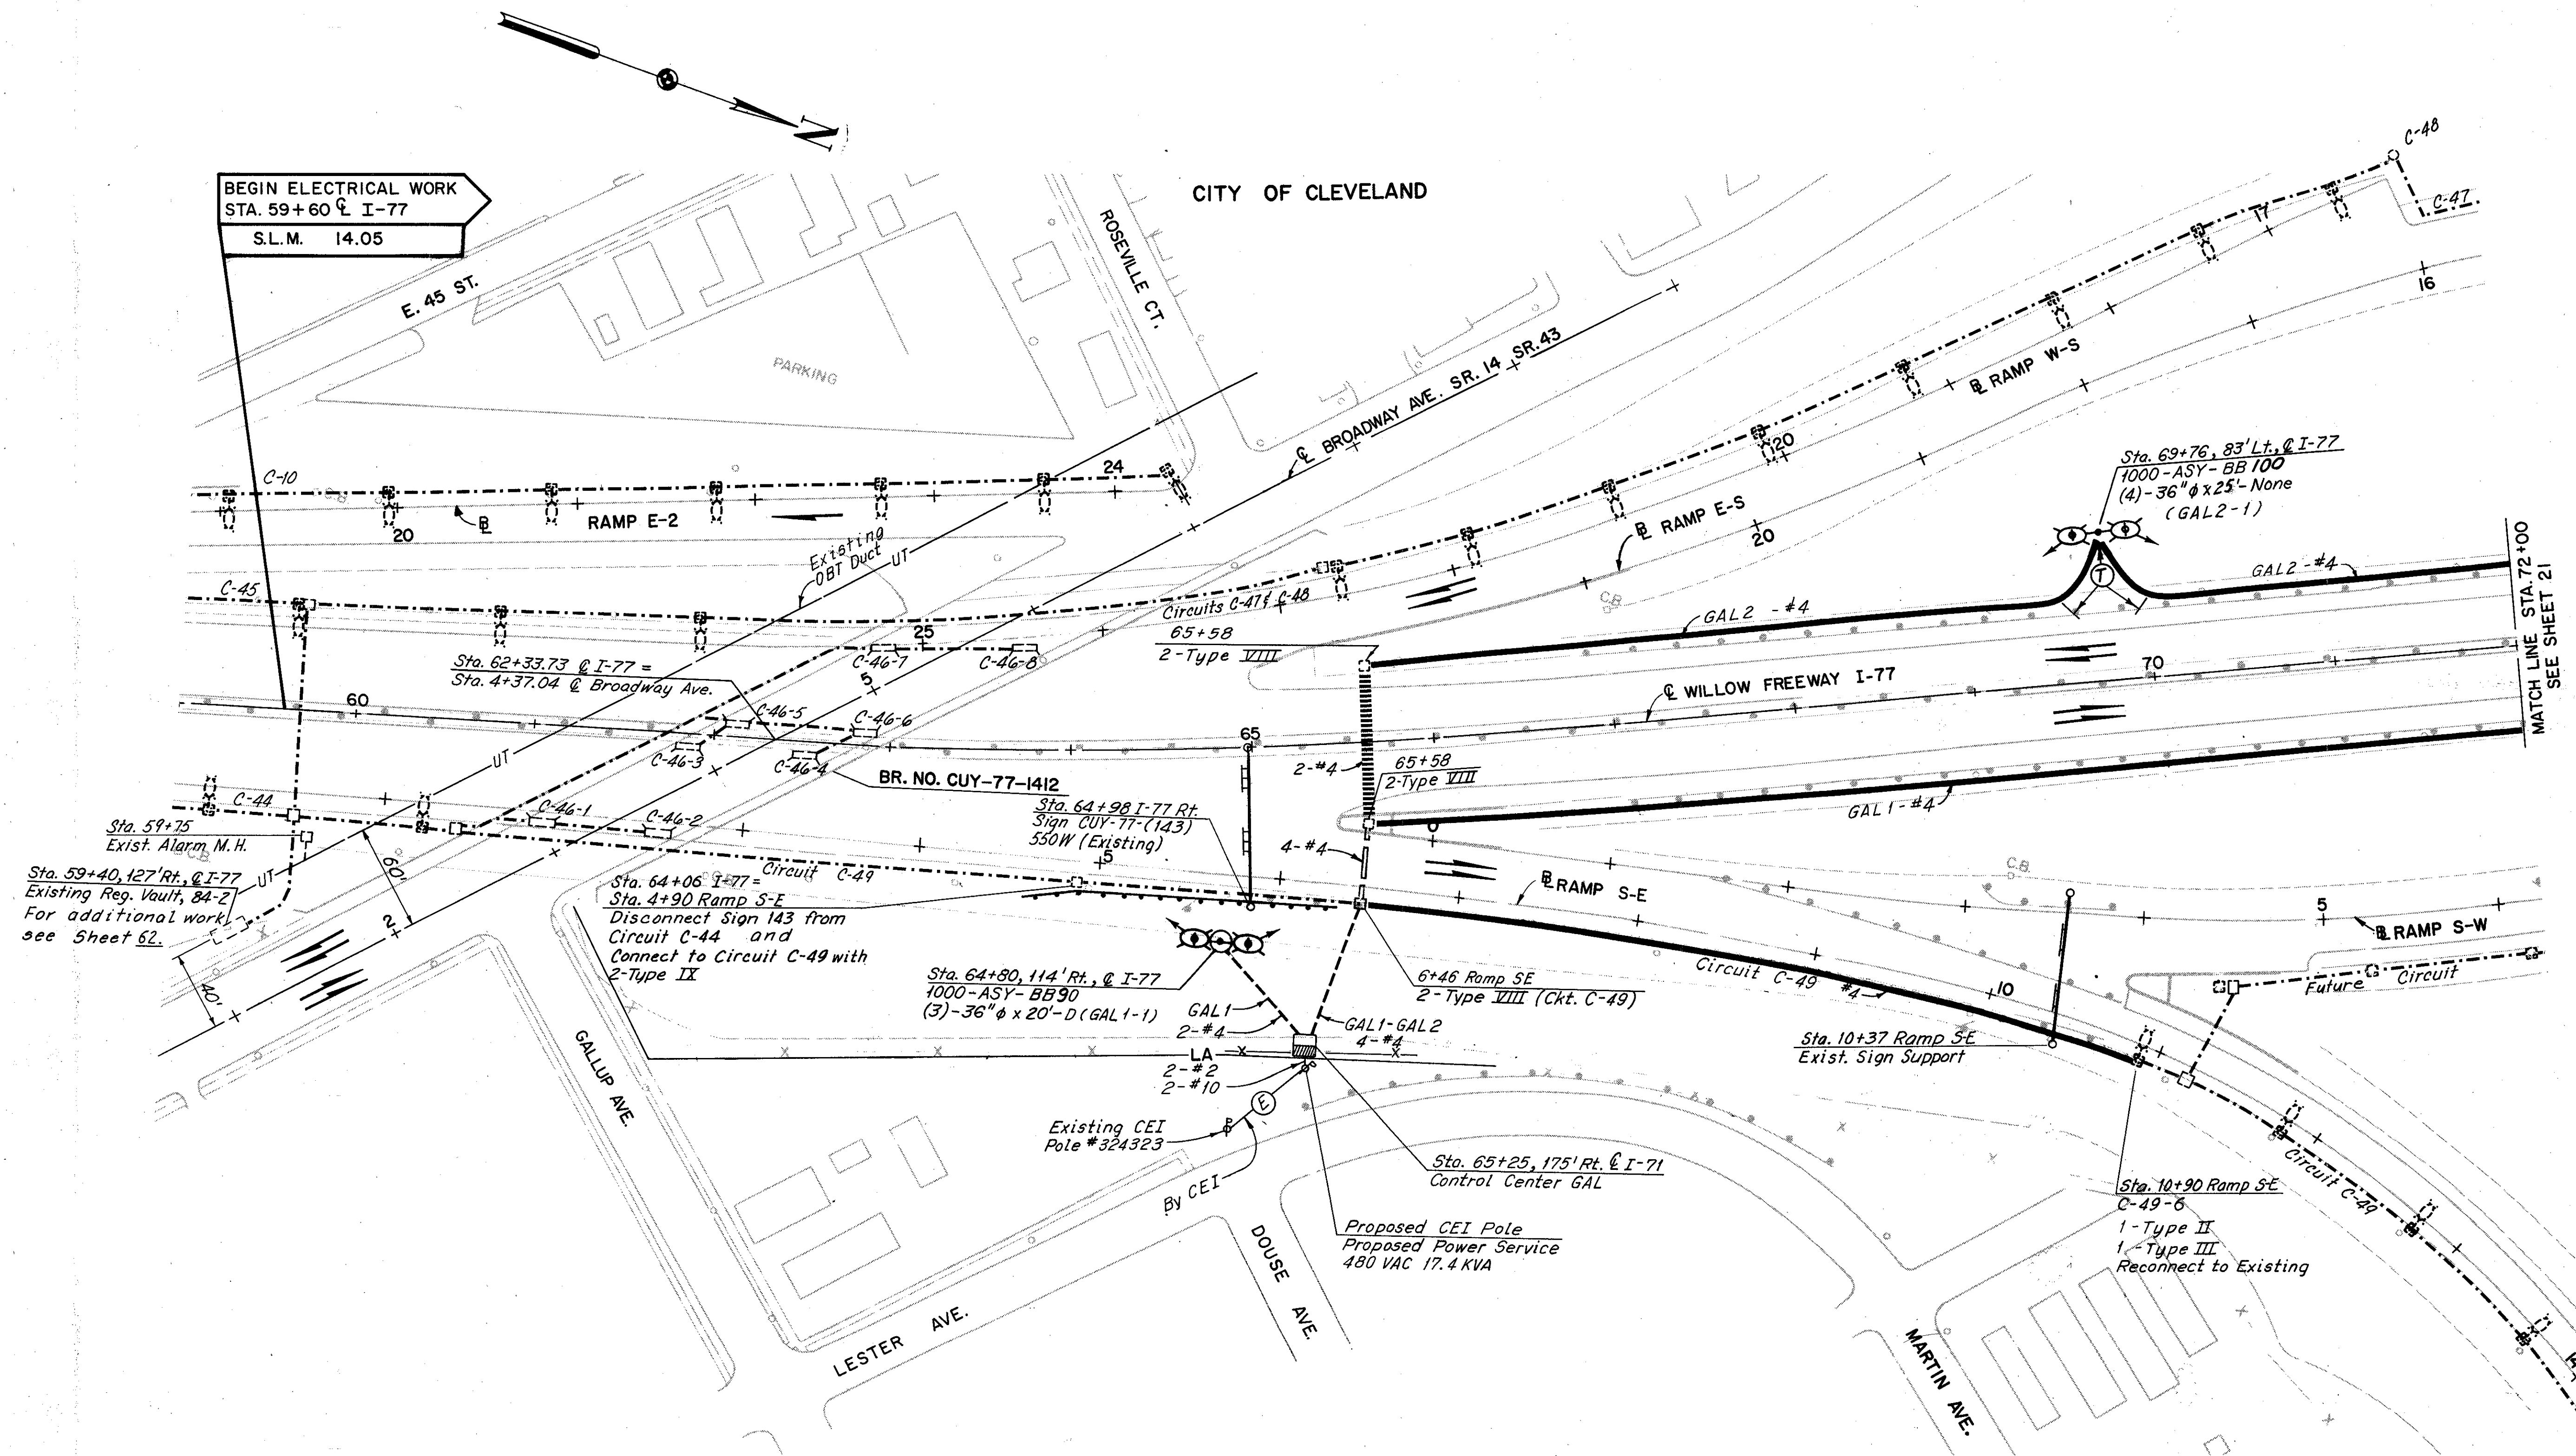 N
BEGIN ELECTRICAL WORK
STA. 59+60 ℄ I-77
S.L.M. 14.05
CITY OF CLEVELAND
E. 45 ST.
PARKING
ROSEVILLE CT.
℄ BROADWAY AVE. SR. 14 SR. 43
C-48
C-47
17
16
℄ RAMP W-S
20
℄ RAMP E-S
20
C-10
24
20
RAMP E-2
Existing
OBT Duct
UT
C-45
Circuits C-47 & C-48
65+58
2-Type VIII
25
C-46-7
C-46-8
Sta. 62+33.73 ℄ I-77 =
Sta. 4+37.04 ℄ Broadway Ave.
5
60
C-46-5
C-46-6
C-46-3
C-46-4
UT
BR. NO. CUY-77-1412
Sta. 69+76, 83' Lt., ℄ I-77
1000-ASY-BB 100
(4)-36"ϕ x 25'-None
(GAL2-1)
T
C.B.
GAL2 -#4
GAL2 -#4
MATCH LINE STA. 72+00
SEE SHEET 21
℄ WILLOW FREEWAY I-77
70
65
2-#4
65+58
2-Type VIII
GAL1-#4
C-44
C-46-1
C-46-2
Sta. 59+75
Exist. Alarm M.H.
C.B.
Sta. 59+40, 127' Rt., ℄ I-77
Existing Reg. Vault, 84-2
For additional work
see Sheet 62.
UT
60'
2
40'
Sta. 64+98 I-77 Rt.
Sign CUY-77-(143)
550W (Existing)
5
Circuit C-49
Sta. 64+06 I-77 =
Sta. 4+90 Ramp S-E
Disconnect Sign 143 from
Circuit C-44 and
Connect to Circuit C-49 with
2-Type IX
4-#4
0
℄ RAMP S-E
C.B.
5
℄ RAMP S-W
Sta. 64+80, 114' Rt., ℄ I-77
1000-ASY-BB90
(3)-36"ϕ x 20'-D (GAL1-1)
GAL1
2-#4
6+46 Ramp SE
2-Type VIII (Ckt. C-49)
GAL1-GAL2
4-#4
Circuit C-49 #4
10
Future Circuit
LA
2-#2
2-#10
Sta. 10+37 Ramp S-E
Exist. Sign Support
GALLUP AVE.
E
Existing CEI
Pole #324323
By CEI
Sta. 65+25, 175' Rt. ℄ I-71
Control Center GAL
Proposed CEI Pole
Proposed Power Service
480 VAC 17.4 KVA
Sta. 10+90 Ramp S-E
C-49-6
1-Type II
1-Type III
Reconnect to Existing
Circuit C-49
LESTER AVE.
DOUSE AVE.
MARTIN AVE.